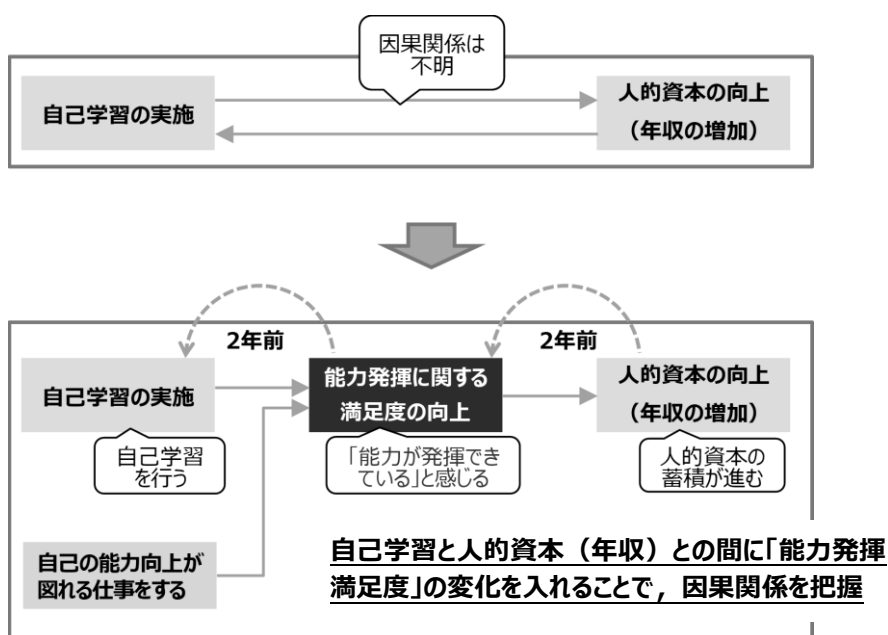 因果関係は
不明
自己学習の実施
人的資本の向上
（年収の増加）
2年前
2年前
自己学習の実施
能力発揮に関する
満足度の向上
人的資本の向上
（年収の増加）
自己学習
を行う
「能力が発揮でき
ている」と感じる
人的資本の
蓄積が進む
自己の能力向上が
図れる仕事をする
自己学習と人的資本（年収）との間に「能力発揮
満足度」の変化を入れることで，因果関係を把握